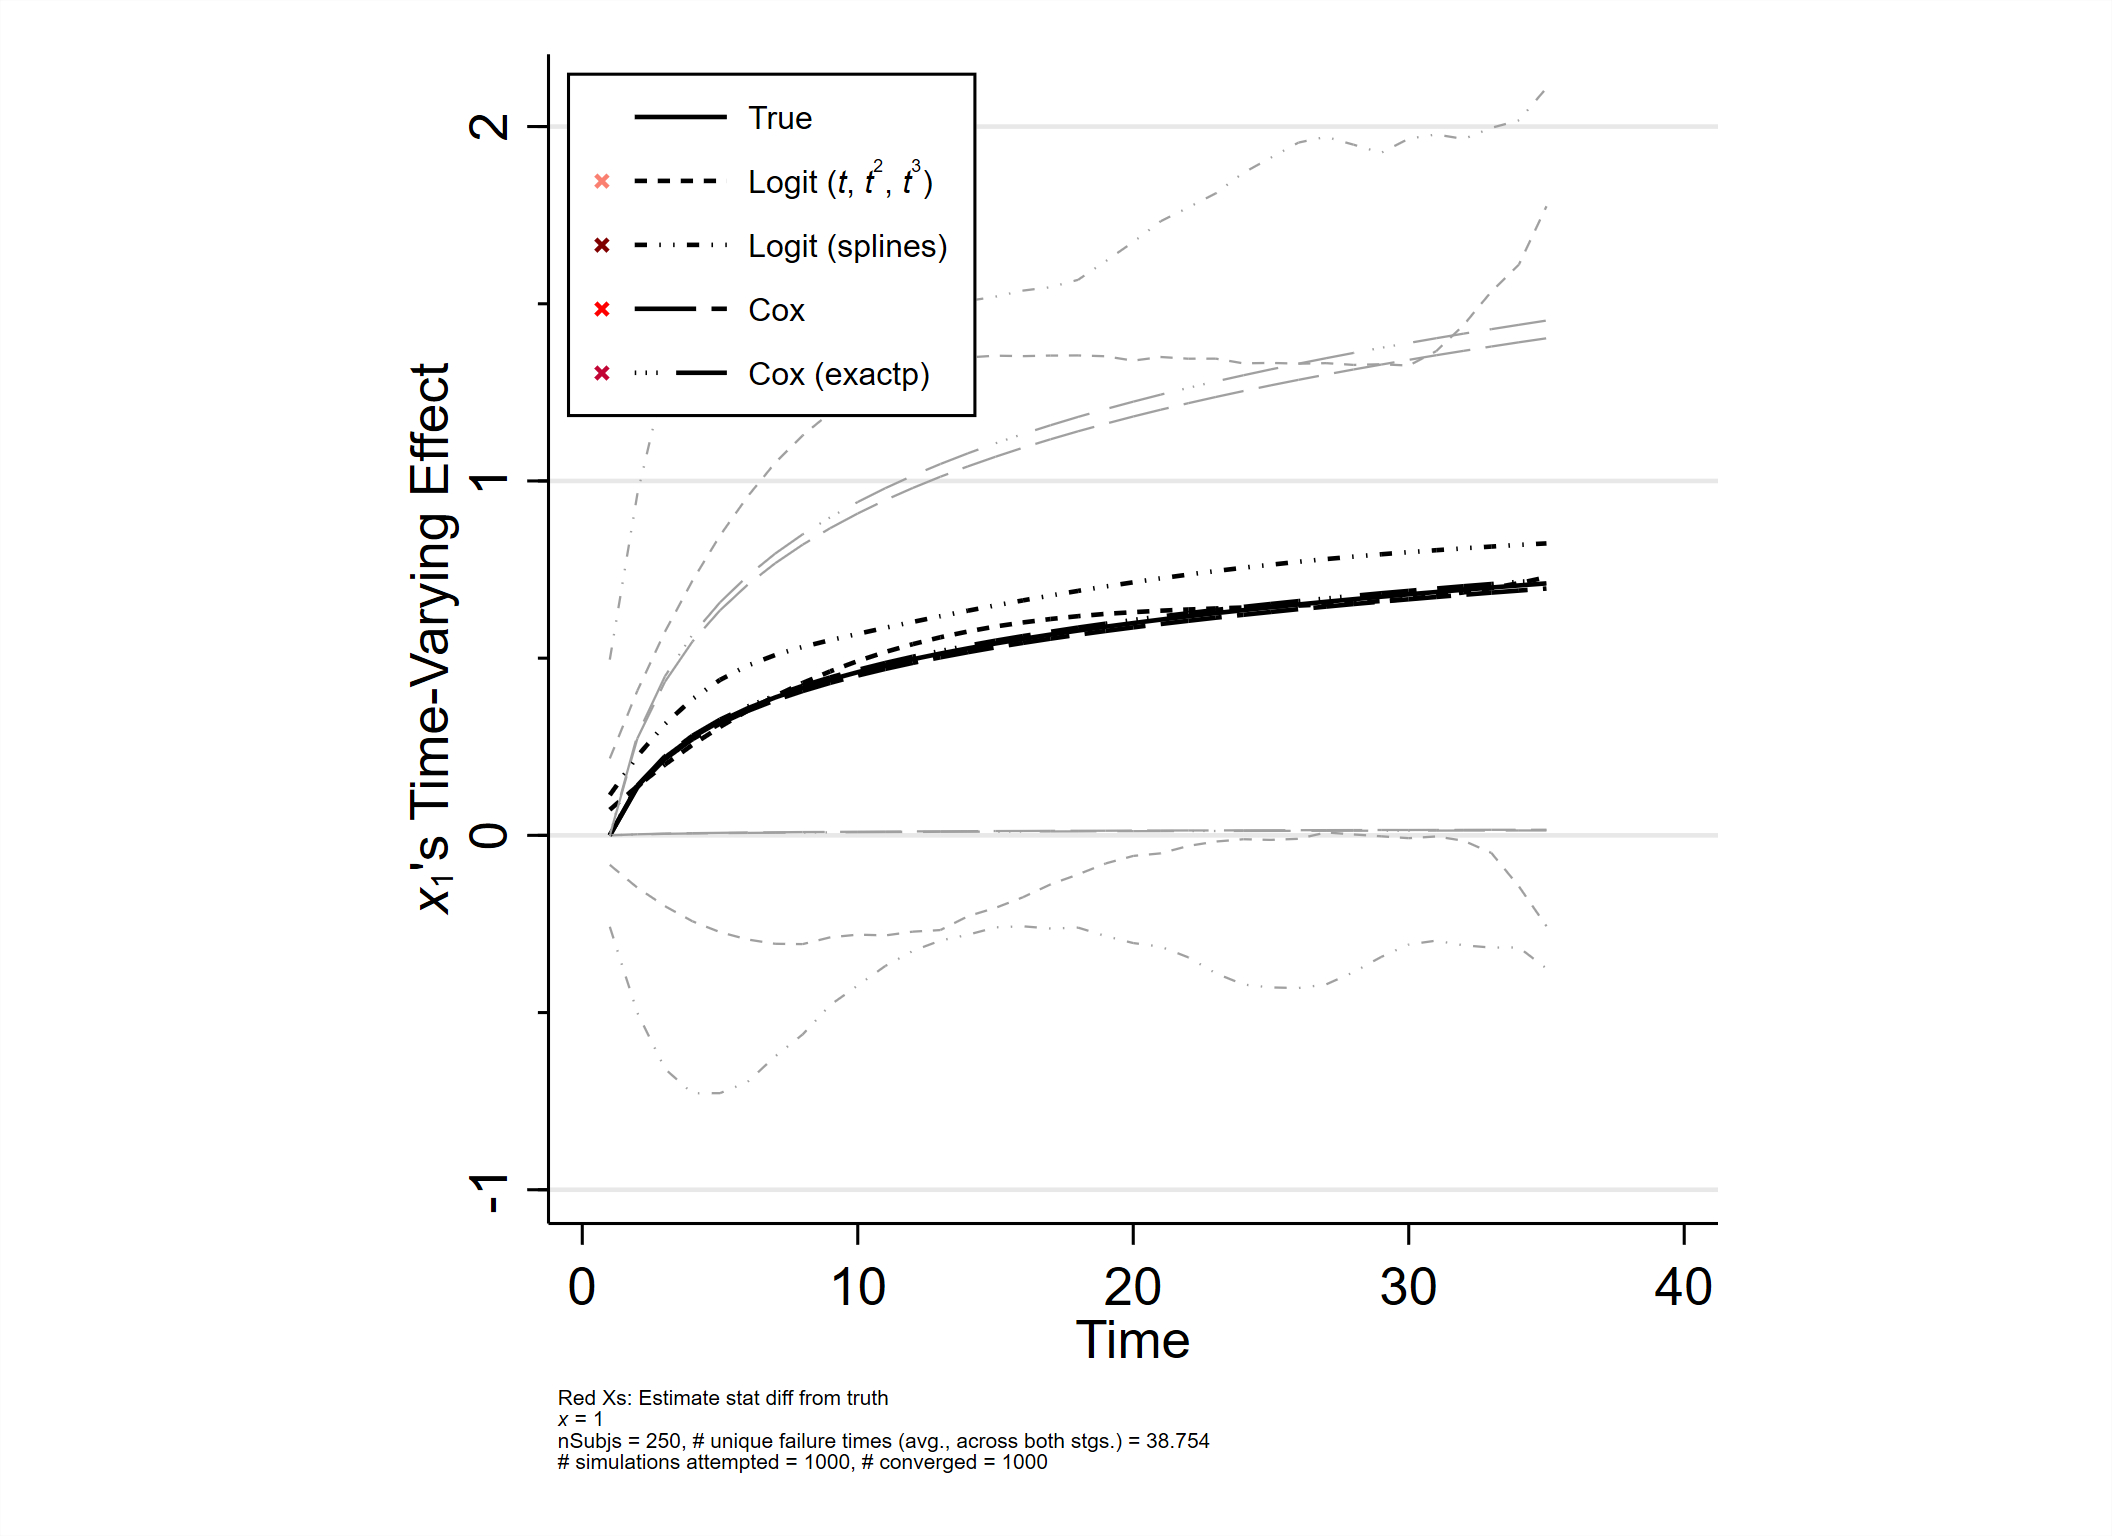 True
Logit (t, t², t³)
Logit (splines)
Cox
Cox (exactp)
2
1
0
-1
x₁'s Time-Varying Effect
0 10 20 30 40
Time
Red Xs: Estimate stat diff from truth
x = 1
nSubjs = 250, # unique failure times (avg., across both stgs.) = 38.754
# simulations attempted = 1000, # converged = 1000